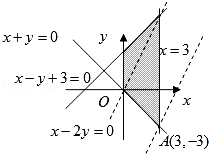 x+y=0
y
x=3
x-y+3=0
O
x
x-2y=0
A(3,-3)